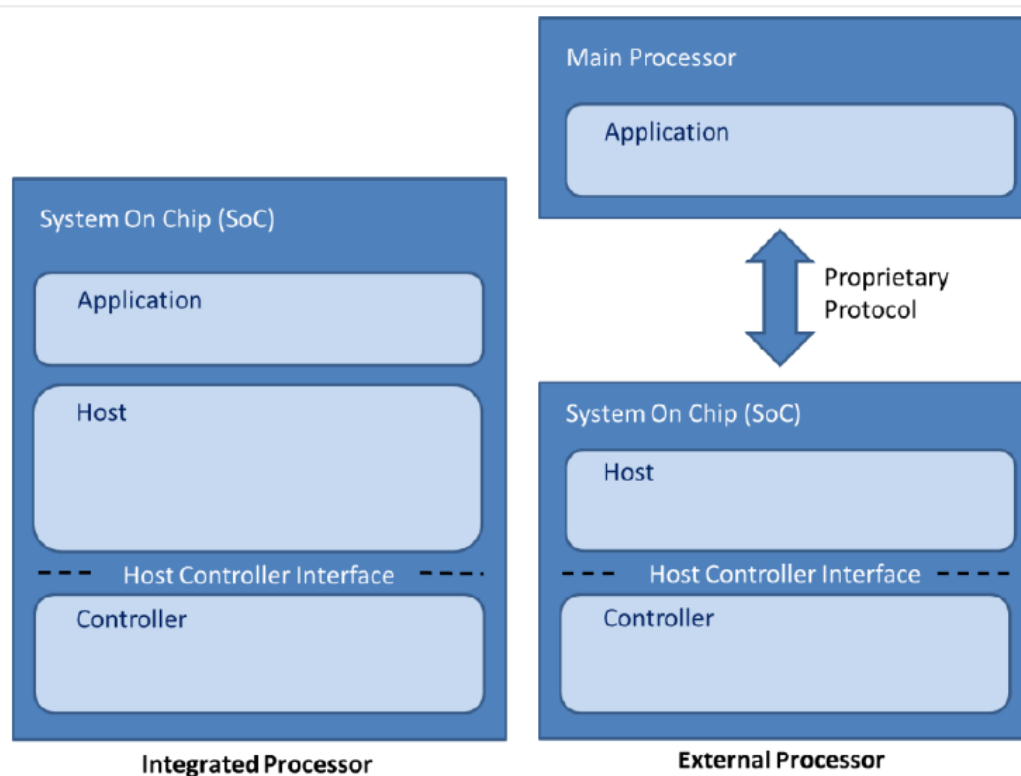 System On Chip (SoC)
Application
Host
Host Controller Interface
Controller
Integrated Processor
Main Processor
Application
Proprietary
Protocol
System On Chip (SoC)
Host
Host Controller Interface
Controller
External Processor